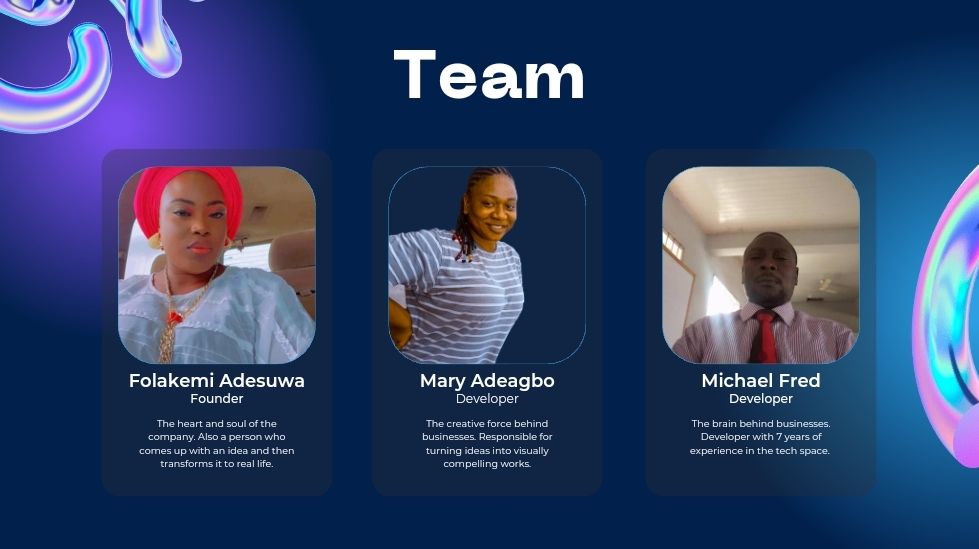 Team
Folakemi Adesuwa
Founder
The heart and soul of the
company. Also a person who
comes up with an idea and then
transforms it to real life.
Mary Adeagbo
Developer
The creative force behind
businesses. Responsible for
turning ideas into visually
compelling works.
Michael Fred
Developer
The brain behind businesses.
Developer with 7 years of
experience in the tech space.